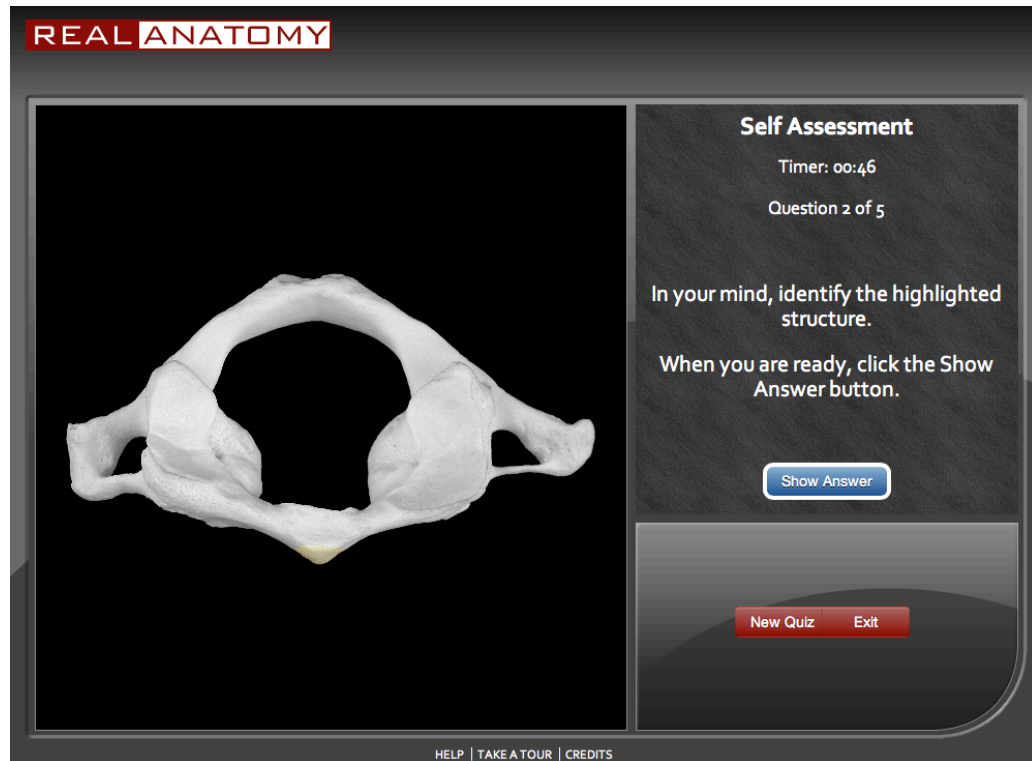 REAL ANATOMY
Self Assessment
Timer: 00:46
Question 2 of 5
In your mind, identify the highlighted
structure.
When you are ready, click the Show
Answer button.
Show Answer
New Quiz Exit
HELP | TAKE A TOUR | CREDITS